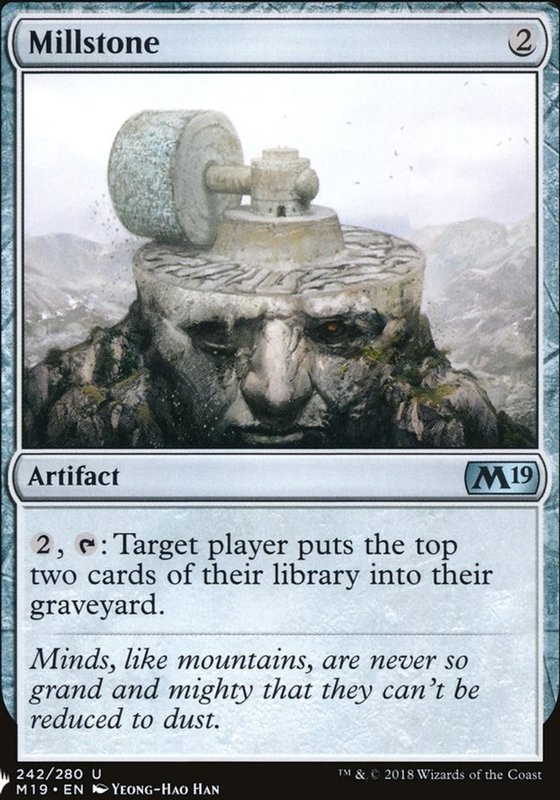 Millstone 2
Artifact M19
2, : Target player puts the top
two cards of their library into their
graveyard.
Minds, like mountains, are never so
grand and mighty that they can't be
reduced to dust.
242/280 U
M19 • EN Yeong-Hao Han
™ & © 2018 Wizards of the Coast